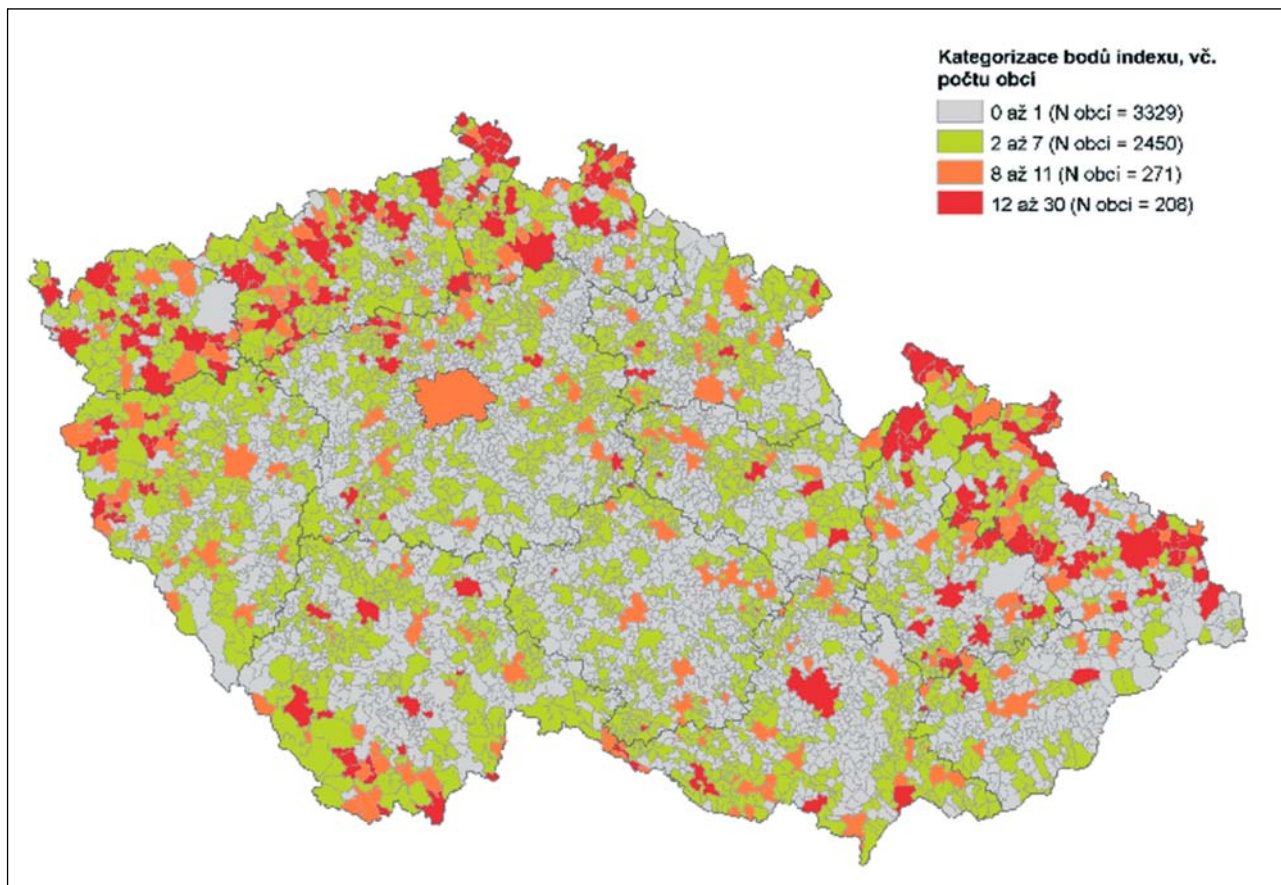 Kategorizace bodů indexu, vč.
počtu obcí
0 až 1 (N obcí = 3329)
2 až 7 (N obcí = 2450)
8 až 11 (N obcí = 271)
12 až 30 (N obcí = 208)